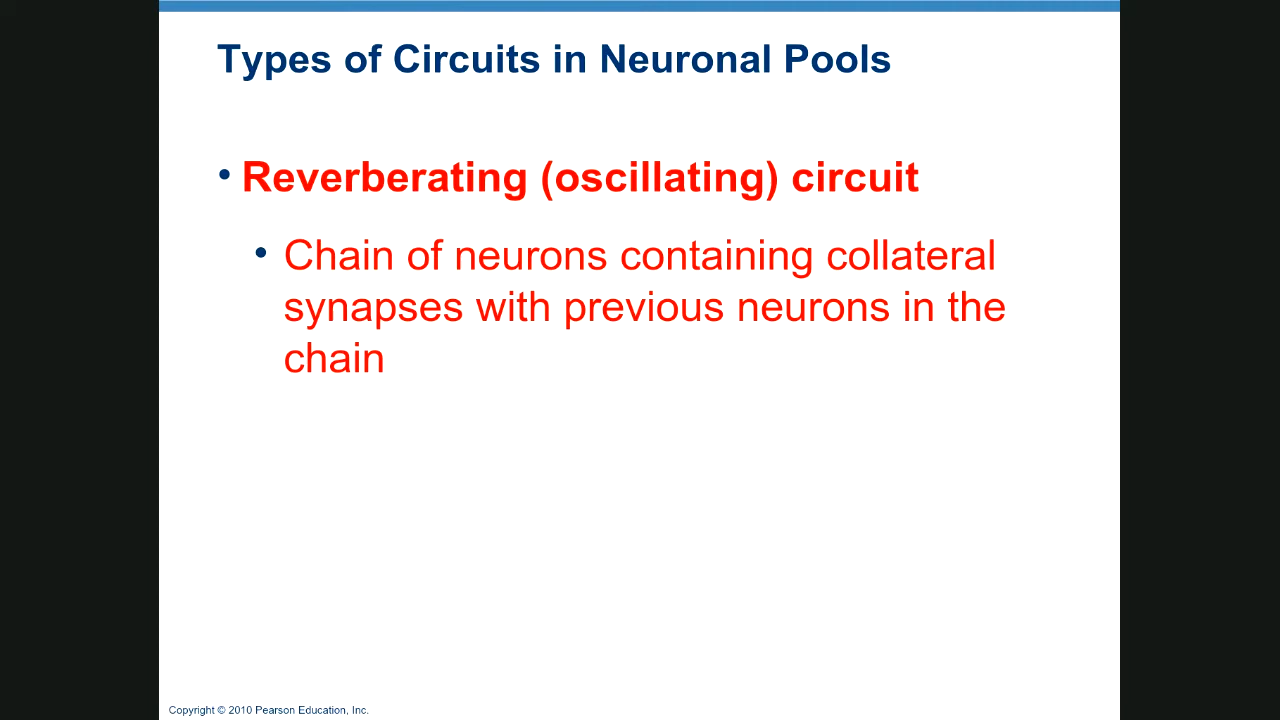 Types of Circuits in Neuronal Pools
• Reverberating (oscillating) circuit
• Chain of neurons containing collateral
synapses with previous neurons in the
chain
Copyright © 2010 Pearson Education, Inc.